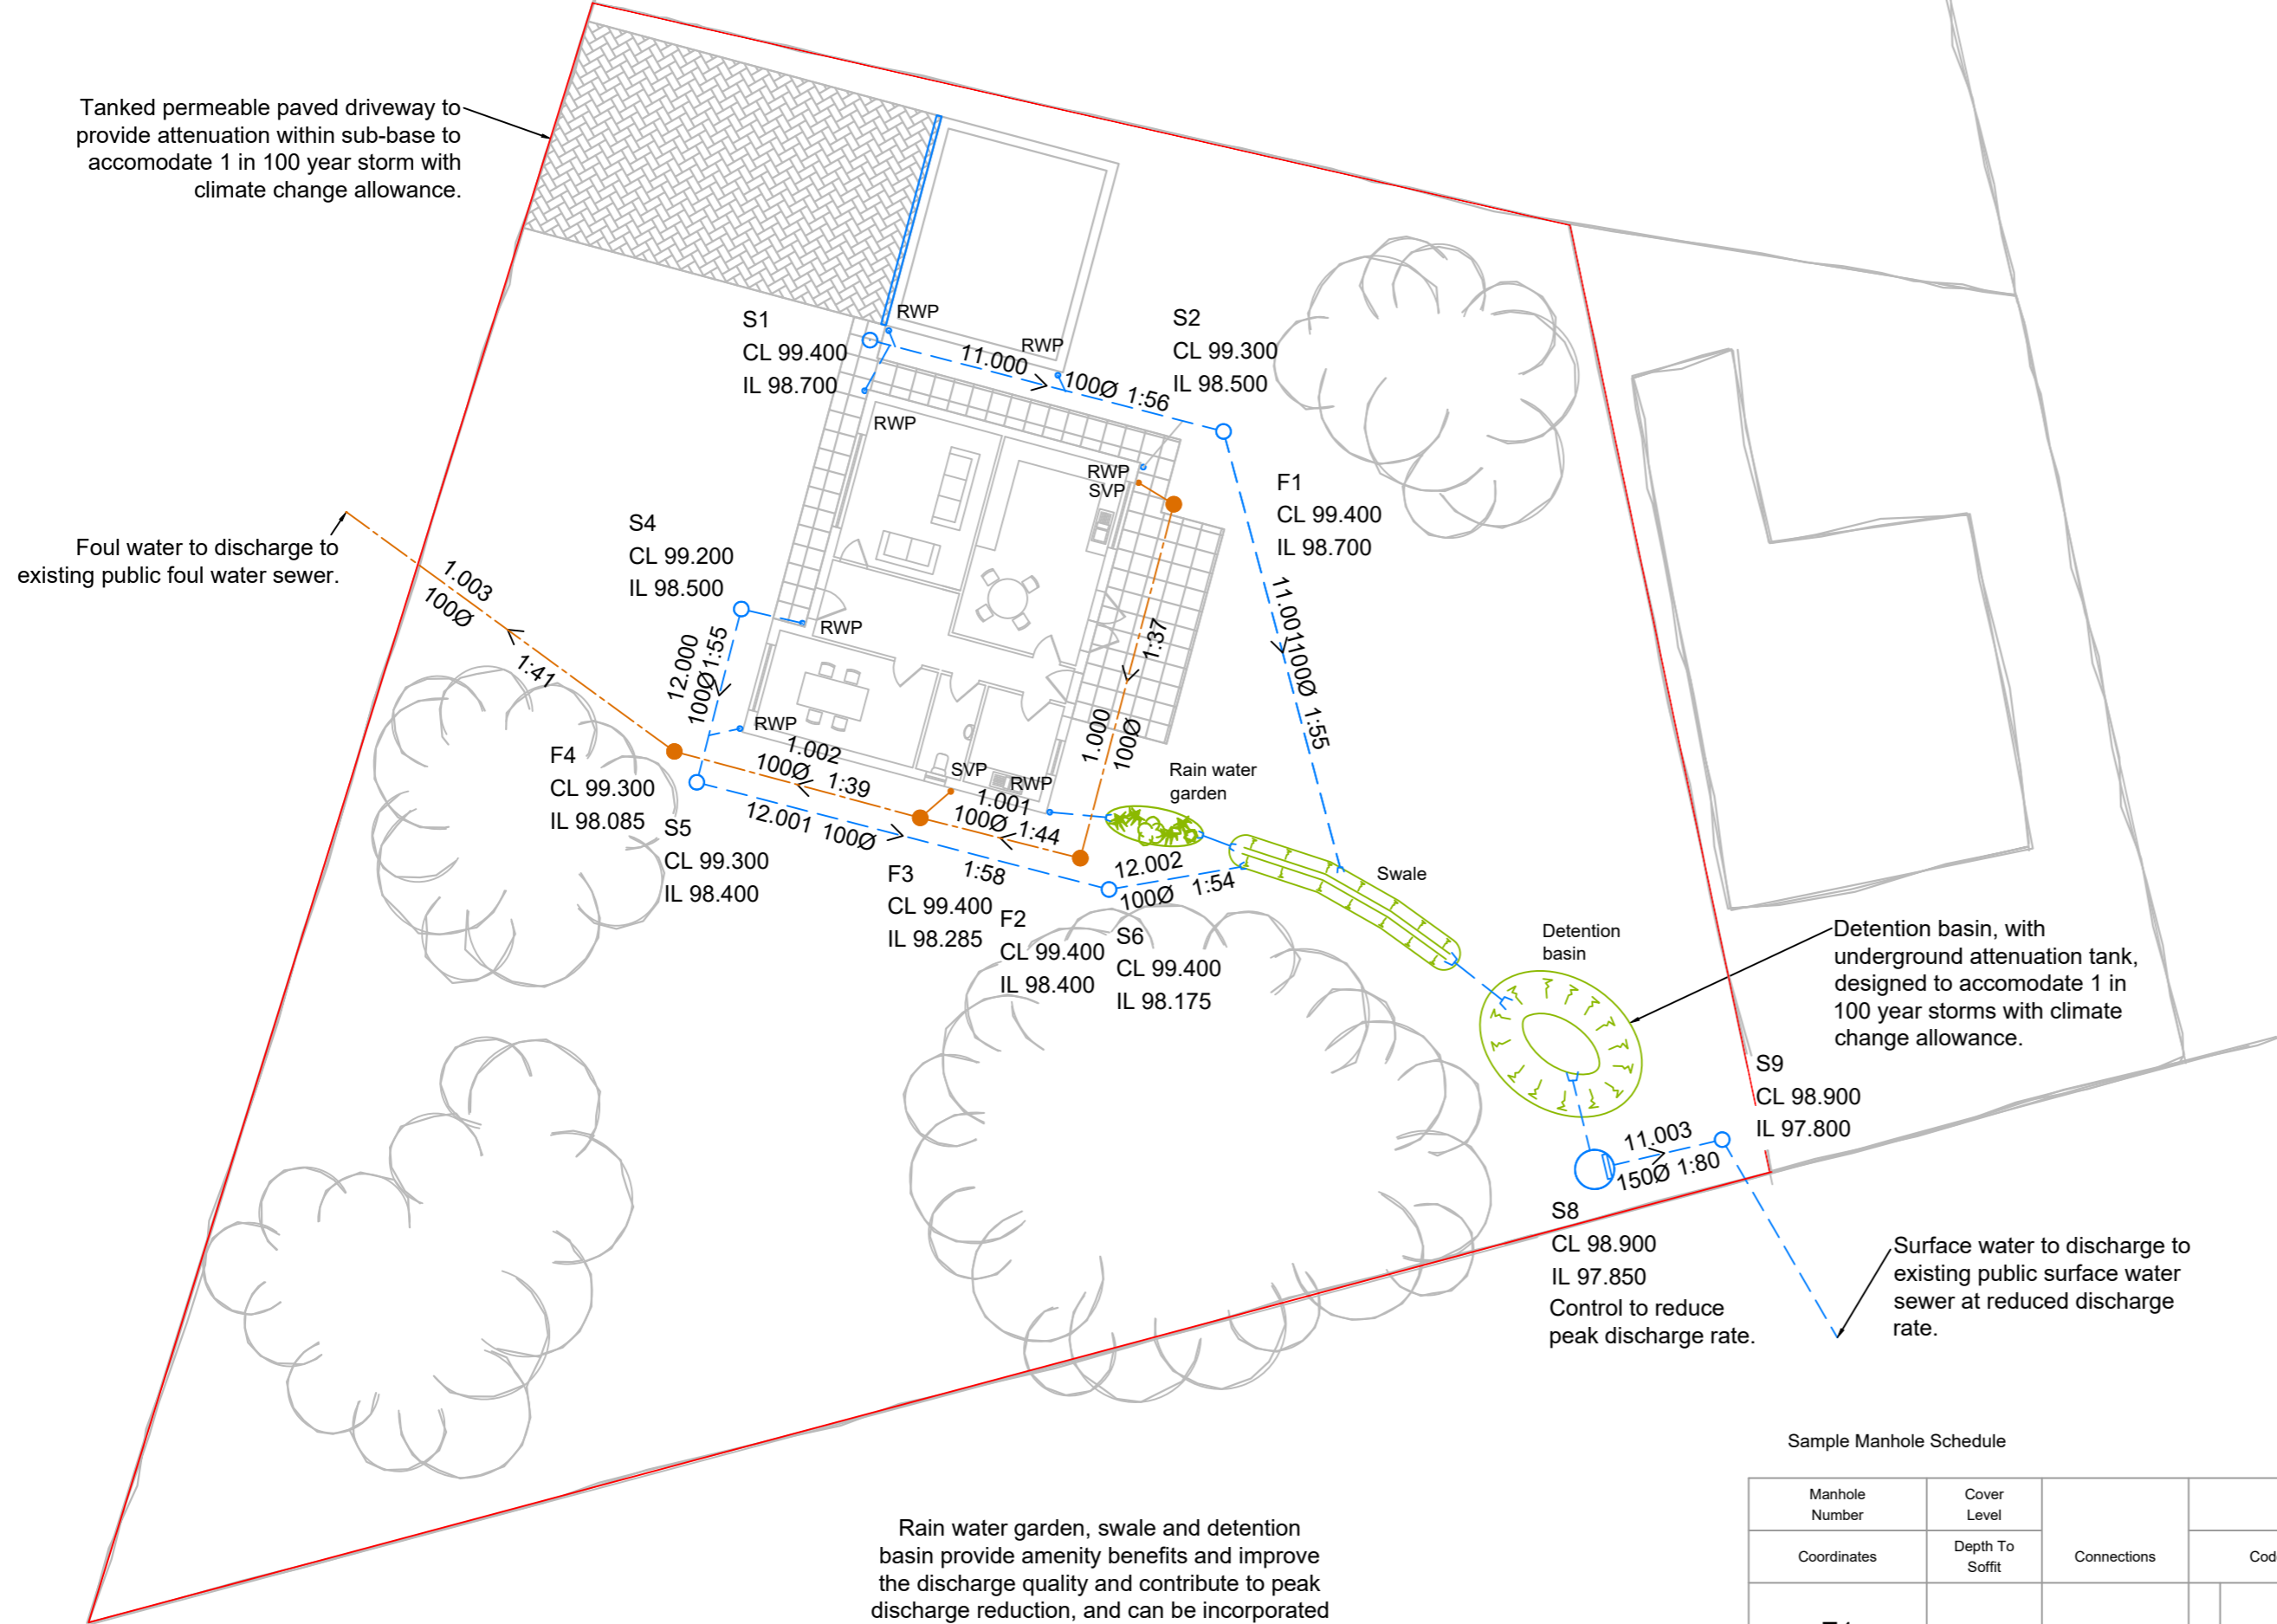 Tanked permeable paved driveway to
provide attenuation within sub-base to
accomodate 1 in 100 year storm with
climate change allowance.
RWP
S1
CL 99.400
IL 98.700
RWP
11.000
100Ø 1:56
S2
CL 99.300
IL 98.500
RWP
RWP
SVP
F1
CL 99.400
IL 98.700
S4
CL 99.200
IL 98.500
Foul water to discharge to
existing public foul water sewer.
1.003
100Ø
1:41
RWP
12.000
100Ø 1:55
1:37
1.000
100Ø
11.001
100Ø 1:55
RWP
1.002
100Ø 1:39
SVP
RWP
1.001
100Ø 1:44
Rain water
garden
F4
CL 99.300
IL 98.085
S5
CL 99.300
IL 98.400
12.001 100Ø
1:58
12.002
100Ø 1:54
Swale
F3
CL 99.400
IL 98.285
F2
CL 99.400
IL 98.400
S6
CL 99.400
IL 98.175
Detention
basin
Detention basin, with
underground attenuation tank,
designed to accomodate 1 in
100 year storms with climate
change allowance.
S9
CL 98.900
IL 97.800
11.003
150Ø 1:80
S8
CL 98.900
IL 97.850
Control to reduce
peak discharge rate.
Surface water to discharge to
existing public surface water
sewer at reduced discharge
rate.
Sample Manhole Schedule
Manhole
Number
Cover
Level
Coordinates
Depth To
Soffit
Connections
Rain water garden, swale and detention
basin provide amenity benefits and improve
the discharge quality and contribute to peak
discharge reduction, and can be incorporated